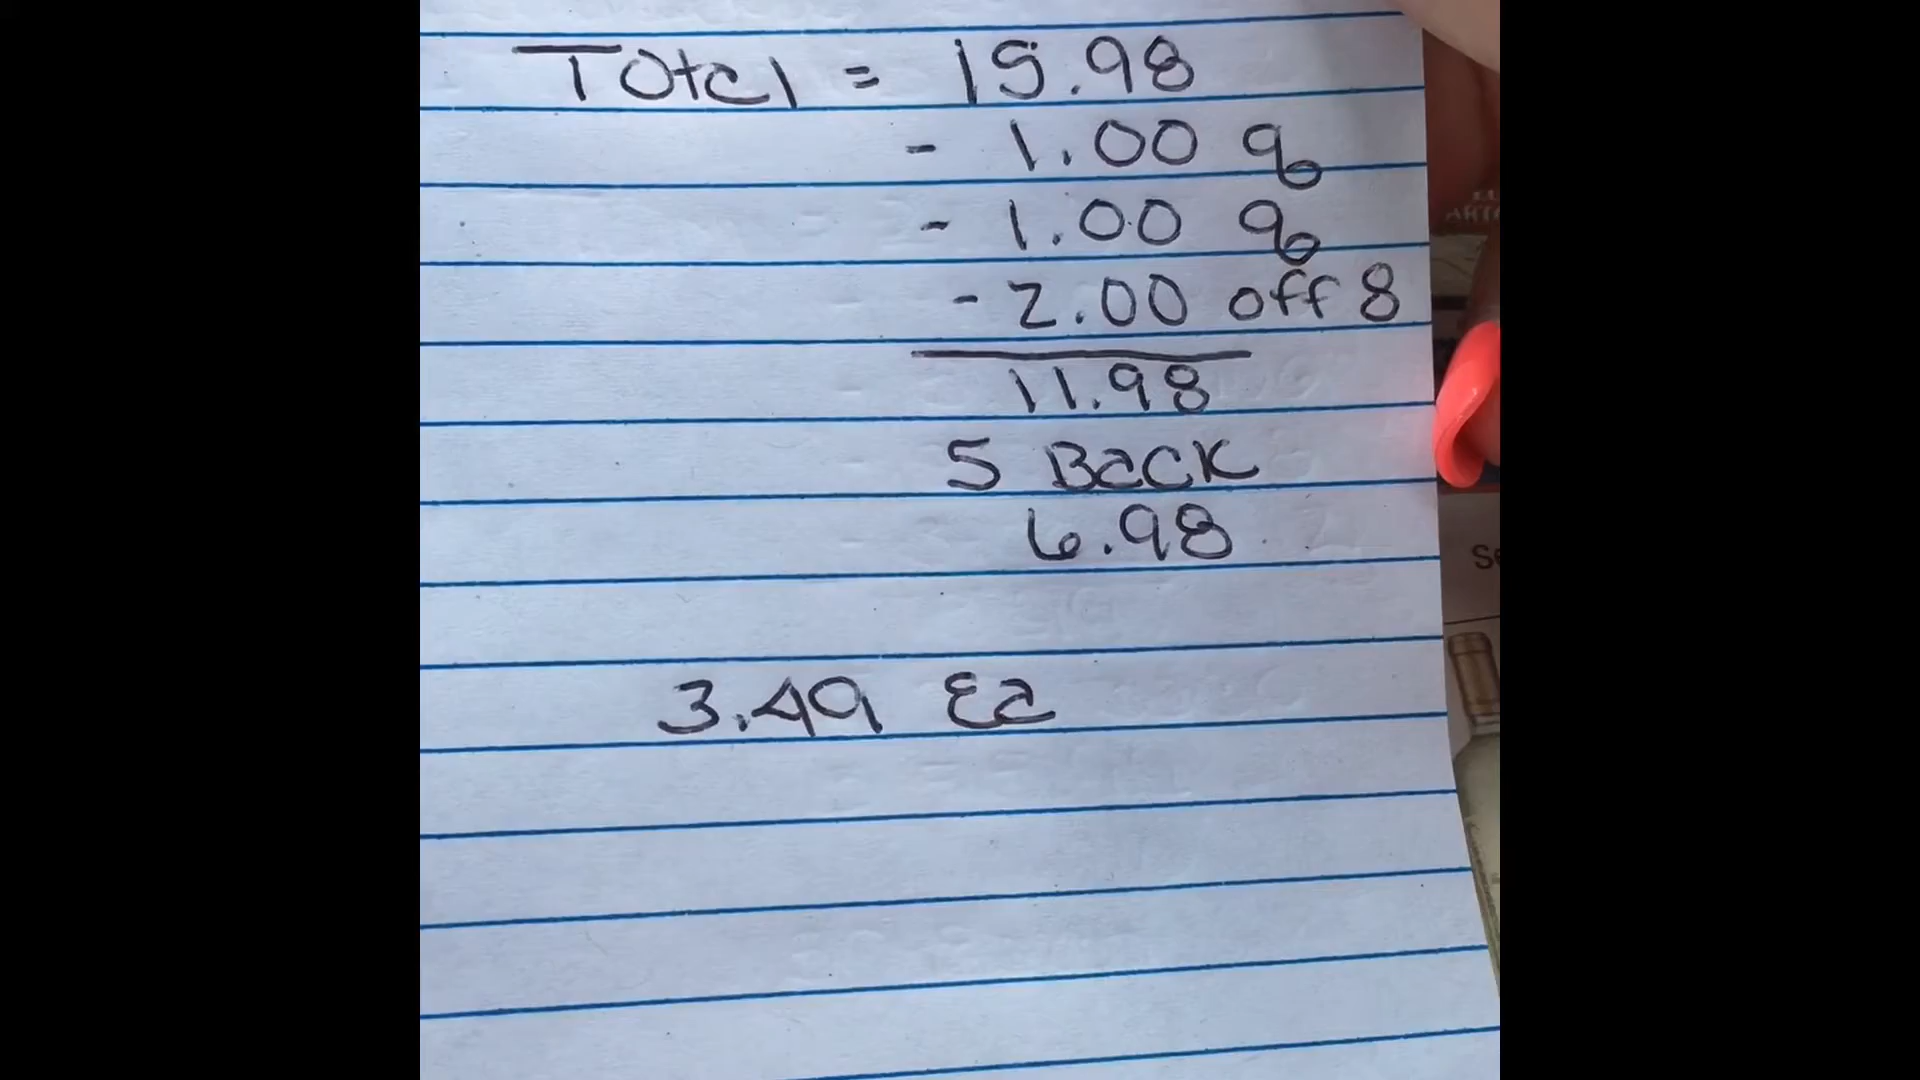 Total = 15.98
- 1.00 q
- 1.00 q
- 2.00 off 8
11.98
5 Back
6.98
3.49 Ea